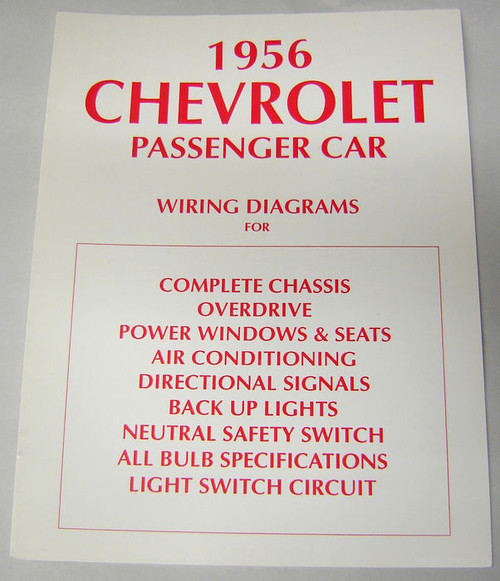 1956
CHEVROLET
PASSENGER CAR
WIRING DIAGRAMS
FOR
COMPLETE CHASSIS
OVERDRIVE
POWER WINDOWS & SEATS
AIR CONDITIONING
DIRECTIONAL SIGNALS
BACK UP LIGHTS
NEUTRAL SAFETY SWITCH
ALL BULB SPECIFICATIONS
LIGHT SWITCH CIRCUIT